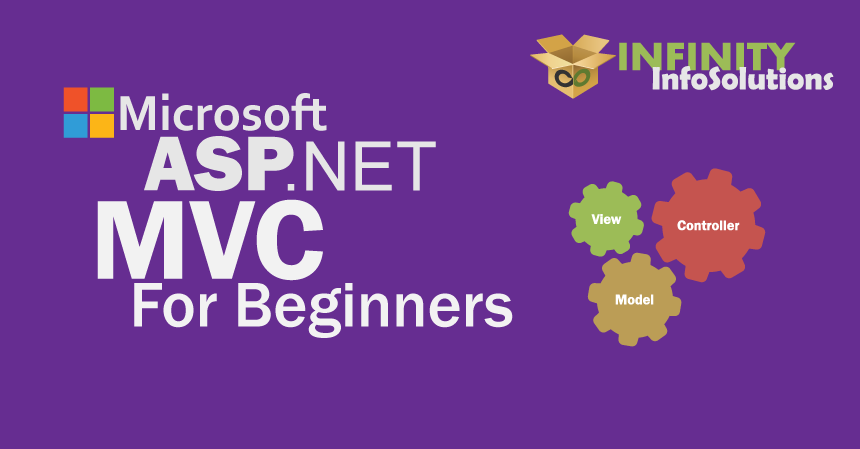 INFINITY
InfoSolutions
Microsoft
ASP.NET
MVC
For Beginners
View
Controller
Model